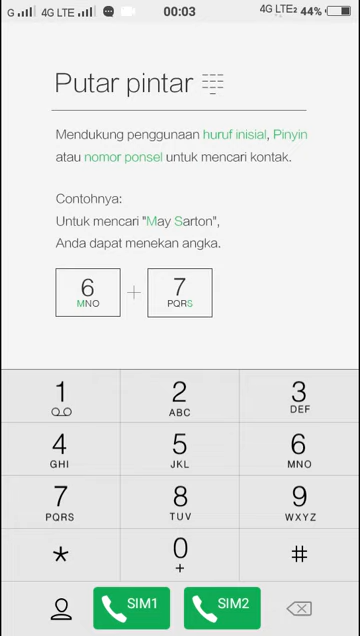 G 4G LTE 00:03 4G LTE2 44%
Putar pintar
Mendukung penggunaan huruf inisial, Pinyin
atau nomor ponsel untuk mencari kontak.
Contohnya:
Untuk mencari "May Sarton",
Anda dapat menekan angka.
6 + 7
MNO PQRS
1 2 3
ABC DEF
4 5 6
GHI JKL MNO
7 8 9
PQRS TUV WXYZ
* 0 #
+
SIM1 SIM2